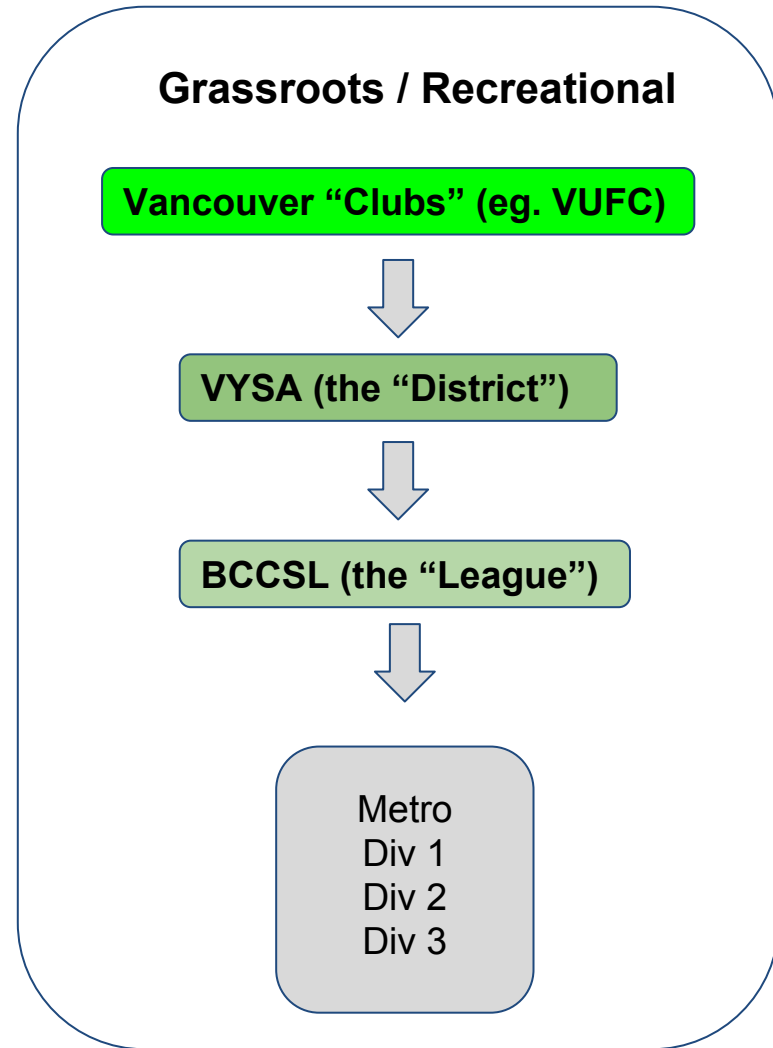 Grassroots / Recreational
Vancouver “Clubs” (eg. VUFC)
VYSA (the “District”)
BCCSL (the “League”)
Metro
Div 1
Div 2
Div 3